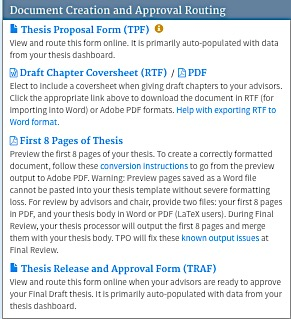 Document Creation and Approval Routing
Thesis Proposal Form (TPF)
View and route this form online. It is primarily auto-populated with data
from your thesis dashboard.
Draft Chapter Coversheet (RTF) / PDF
Elect to include a coversheet when giving draft chapters to your advisors.
Click the appropriate link above to download the document in RTF (for
importing into Word) or Adobe PDF formats. Help with exporting RTF to
Word format.
First 8 Pages of Thesis
Preview the first 8 pages of your thesis. To create a correctly formatted
document, follow these conversion instructions to go from the preview
output to Adobe PDF. Warning: Preview pages saved as a Word file
cannot be pasted into your thesis template without severe formatting
loss. For review by advisors and chair, provide two files: your first 8 pages
in PDF, and your thesis body in Word or PDF (LaTeX users). During Final
Review, your thesis processor will output the first 8 pages and merge
them with your thesis body. TPO will fix these known output issues at
Final Review.
Thesis Release and Approval Form (TRAF)
View and route this form online when your advisors are ready to approve
your Final Draft thesis. It is primarily auto-populated with data from your
thesis dashboard.